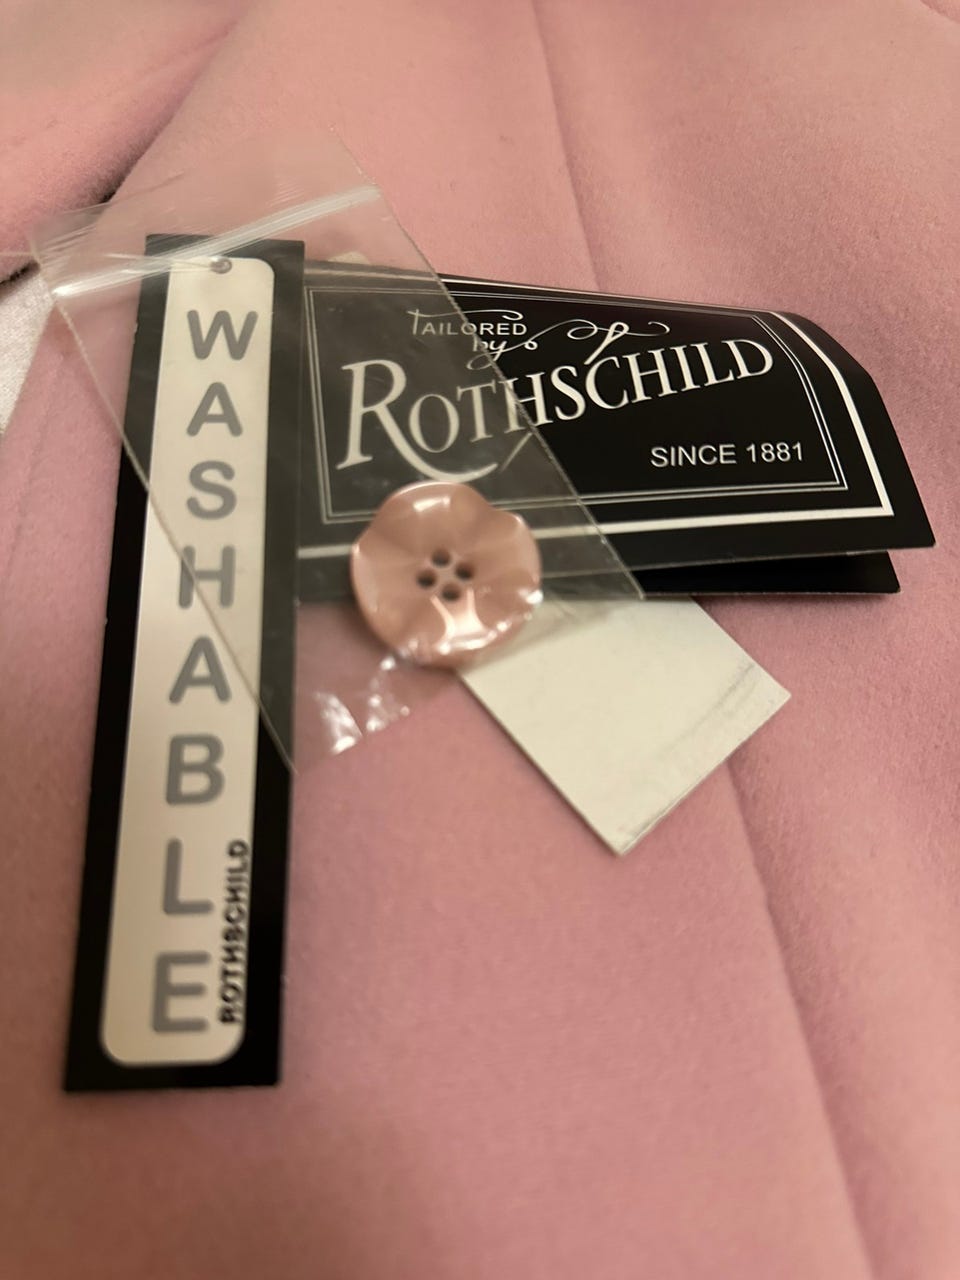 WASHABLE
ROTHSCHILD
TAILORED
by
ROTHSCHILD
SINCE 1881